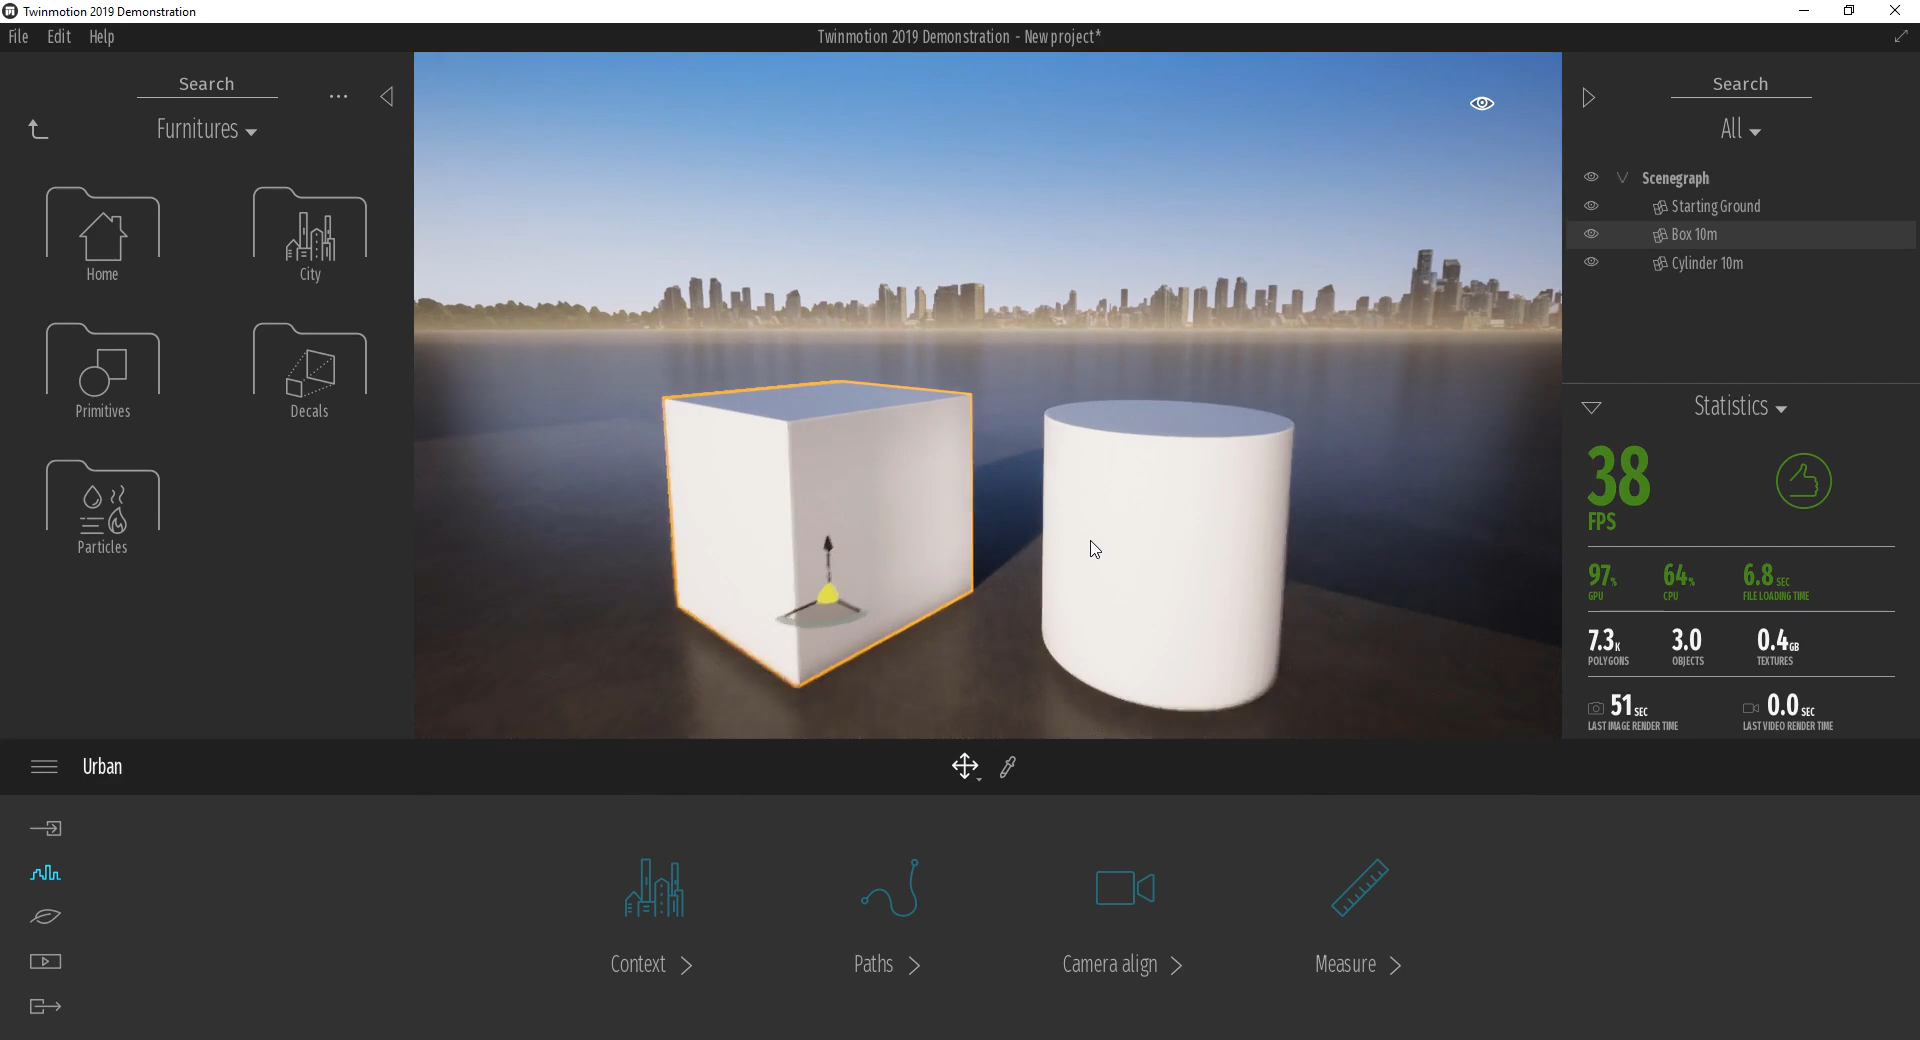 Twinmotion 2019 Demonstration
File Edit Help
Twinmotion 2019 Demonstration - New project*
Search
...
Furnitures
Home
City
Primitives
Decals
Particles
Search
All
Scenegraph
Starting Ground
Box 10m
Cylinder 10m
Statistics
38
FPS
97% 64% 6.8 SEC
GPU CPU FILE LOADING TIME
7.3K 3.0 0.4GB
POLYGONS OBJECTS TEXTURES
51 SEC 0.0 SEC
LAST IMAGE RENDER TIME LAST VIDEO RENDER TIME
Urban
Context
Paths
Camera align
Measure